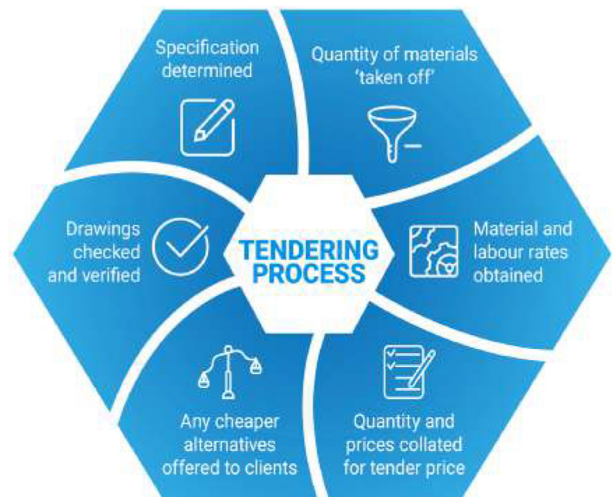 Specification
determined
Quantity of materials
'taken off'
Drawings
checked
and verified
TENDERING
PROCESS
Material and
labour rates
obtained
Any cheaper
alternatives
offered to clients
Quantity and
prices collated
for tender price